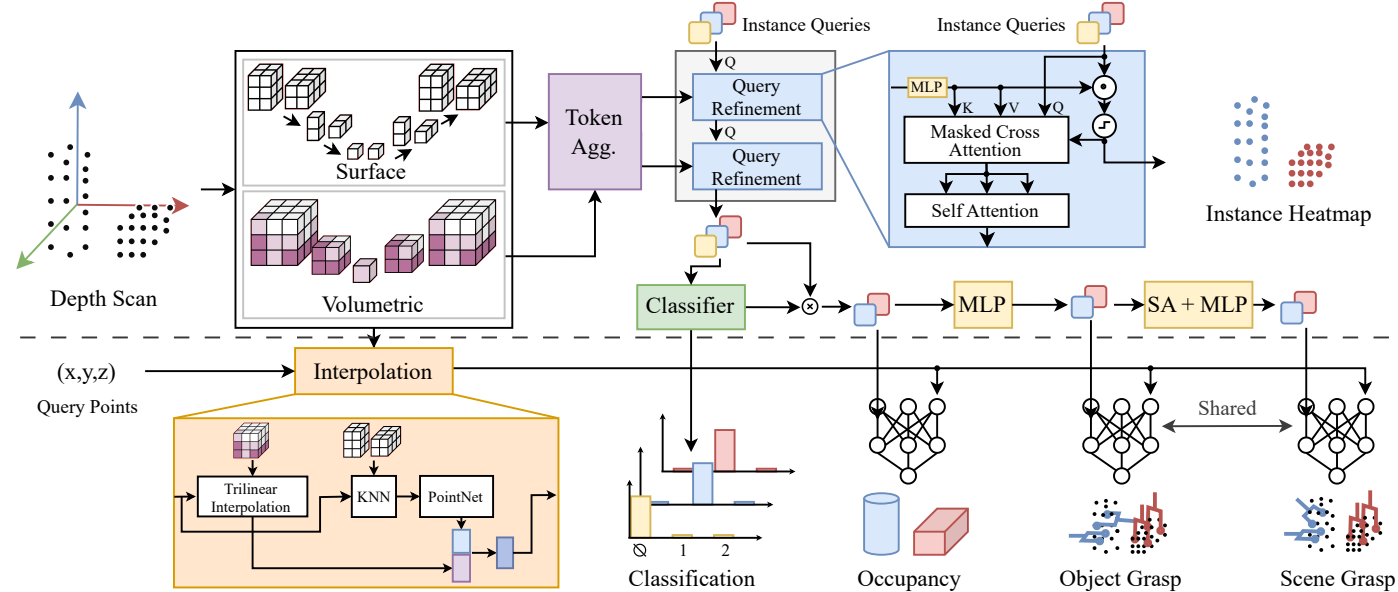 Instance Queries
Instance Queries
Q
Query
Refinement
Q
Query
Refinement
Token
Agg.
Surface
Volumetric
Depth Scan
MLP
K
V
Q
Masked Cross
Attention
Self Attention
Instance Heatmap
Classifier
MLP
SA + MLP
(x,y,z)
Query Points
Interpolation
Trilinear
Interpolation
KNN
PointNet
Shared
∅
1
2
Classification
Occupancy
Object Grasp
Scene Grasp